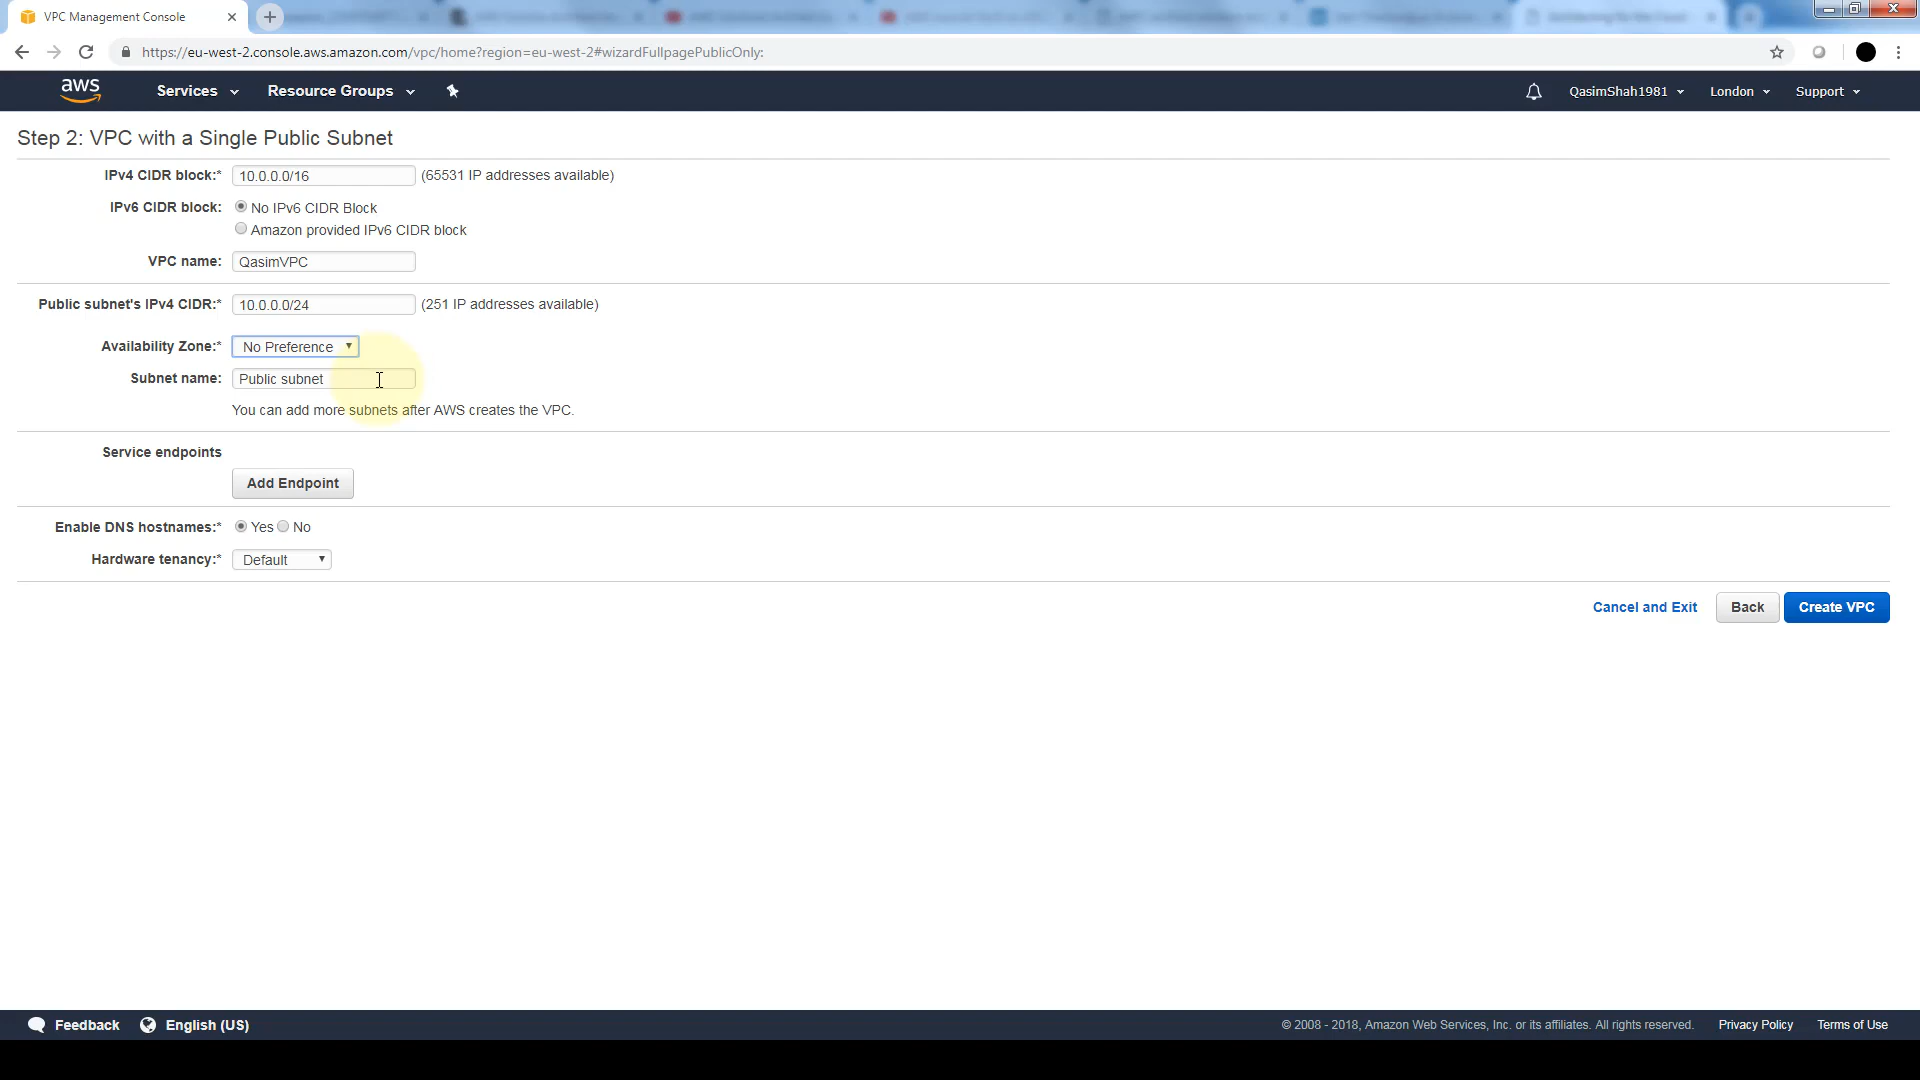 VPC Management Console
https://eu-west-2.console.aws.amazon.com/vpc/home?region=eu-west-2#wizardFullpagePublicOnly:
aws Services Resource Groups QasimShah1981 London Support
Step 2: VPC with a Single Public Subnet
IPv4 CIDR block:* 10.0.0.0/16 (65531 IP addresses available)
IPv6 CIDR block: No IPv6 CIDR Block
Amazon provided IPv6 CIDR block
VPC name: QasimVPC
Public subnet's IPv4 CIDR:* 10.0.0.0/24 (251 IP addresses available)
Availability Zone:* No Preference
Subnet name: Public subnet
You can add more subnets after AWS creates the VPC.
Service endpoints
Add Endpoint
Enable DNS hostnames:* Yes No
Hardware tenancy:* Default
Cancel and Exit Back Create VPC
Feedback English (US) © 2008 - 2018, Amazon Web Services, Inc. or its affiliates. All rights reserved. Privacy Policy Terms of Use